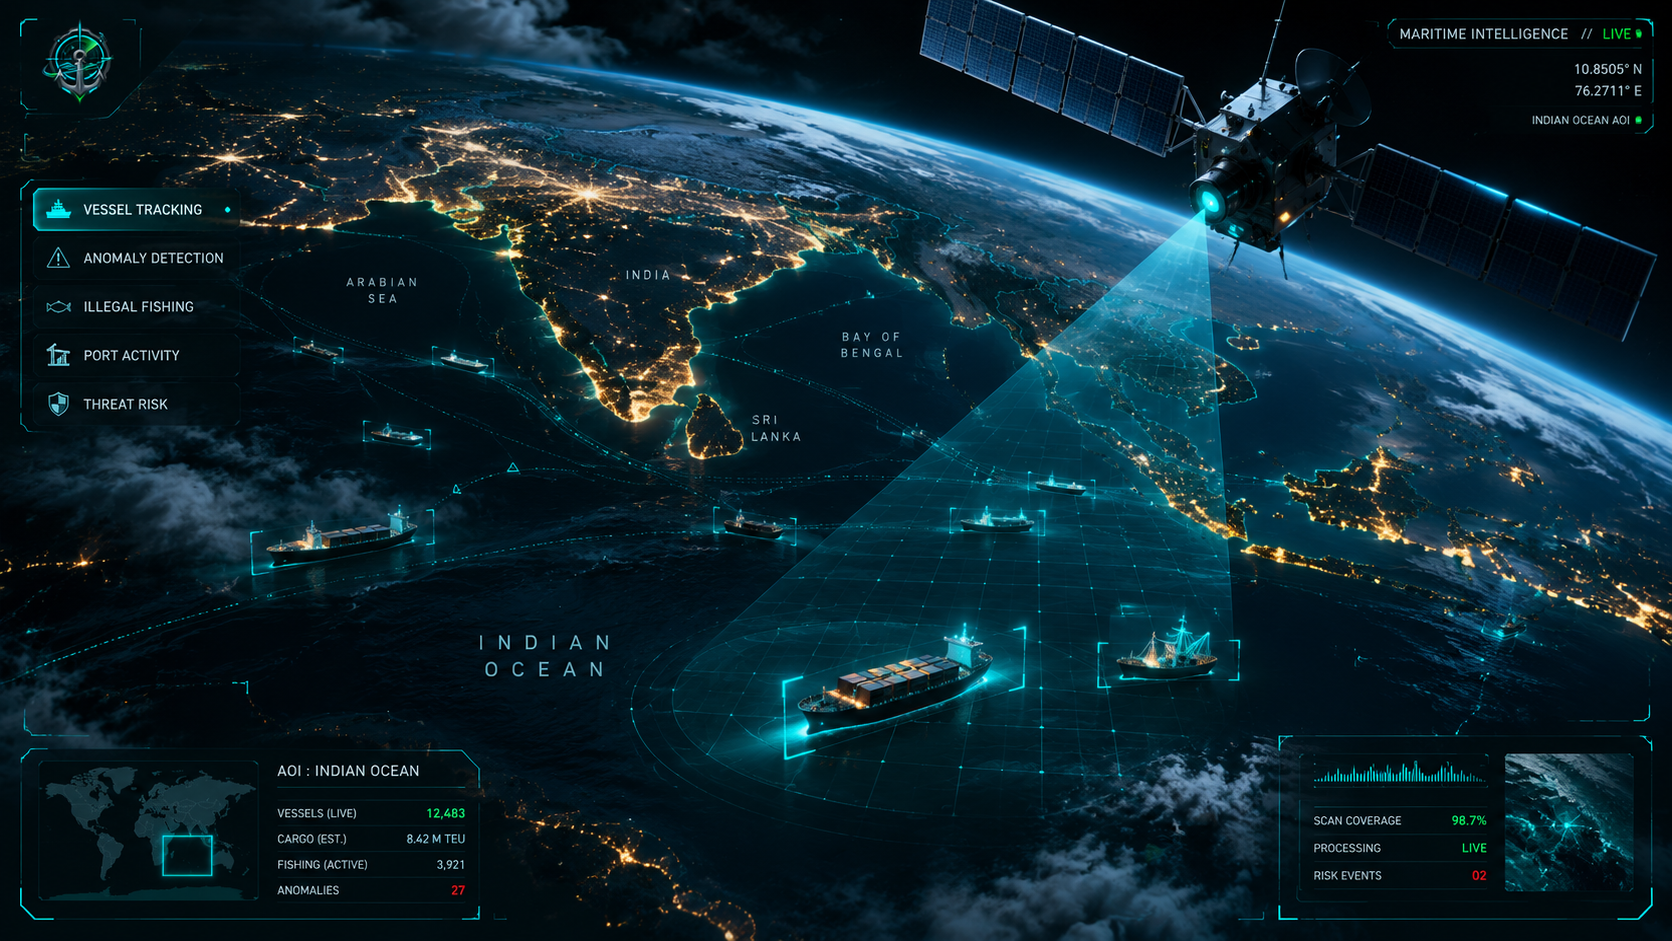 MARITIME INTELLIGENCE // LIVE
10.8505° N
76.2711° E
INDIAN OCEAN AOI
VESSEL TRACKING
ANOMALY DETECTION
ILLEGAL FISHING
PORT ACTIVITY
THREAT RISK
ARABIAN
SEA
INDIA
BAY OF
BENGAL
SRI
LANKA
INDIAN
OCEAN
AOI : INDIAN OCEAN
VESSELS (LIVE) 12,483
CARGO (EST.) 8.42 M TEU
FISHING (ACTIVE) 3,921
ANOMALIES 27
SCAN COVERAGE 98.7%
PROCESSING LIVE
RISK EVENTS 02